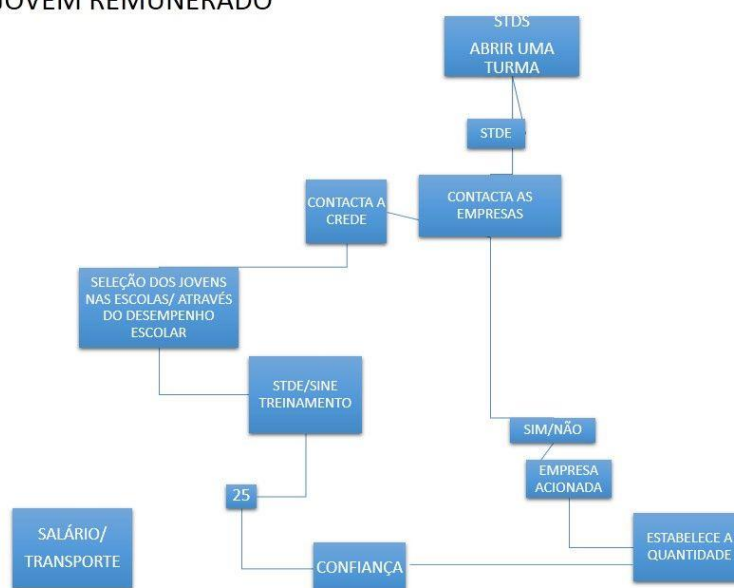 JOVEM REMUNERADO
STDS
ABRIR UMA
TURMA
STDE
CONTACTA A
CREDE
CONTACTA AS
EMPRESAS
SELEÇÃO DOS JOVENS
NAS ESCOLAS/ ATRAVÉS
DO DESEMPENHO
ESCOLAR
STDE/SINE
TREINAMENTO
SIM/NÃO
EMPRESA
ACIONADA
25
SALÁRIO/
TRANSPORTE
CONFIANÇA
ESTABELECE A
QUANTIDADE